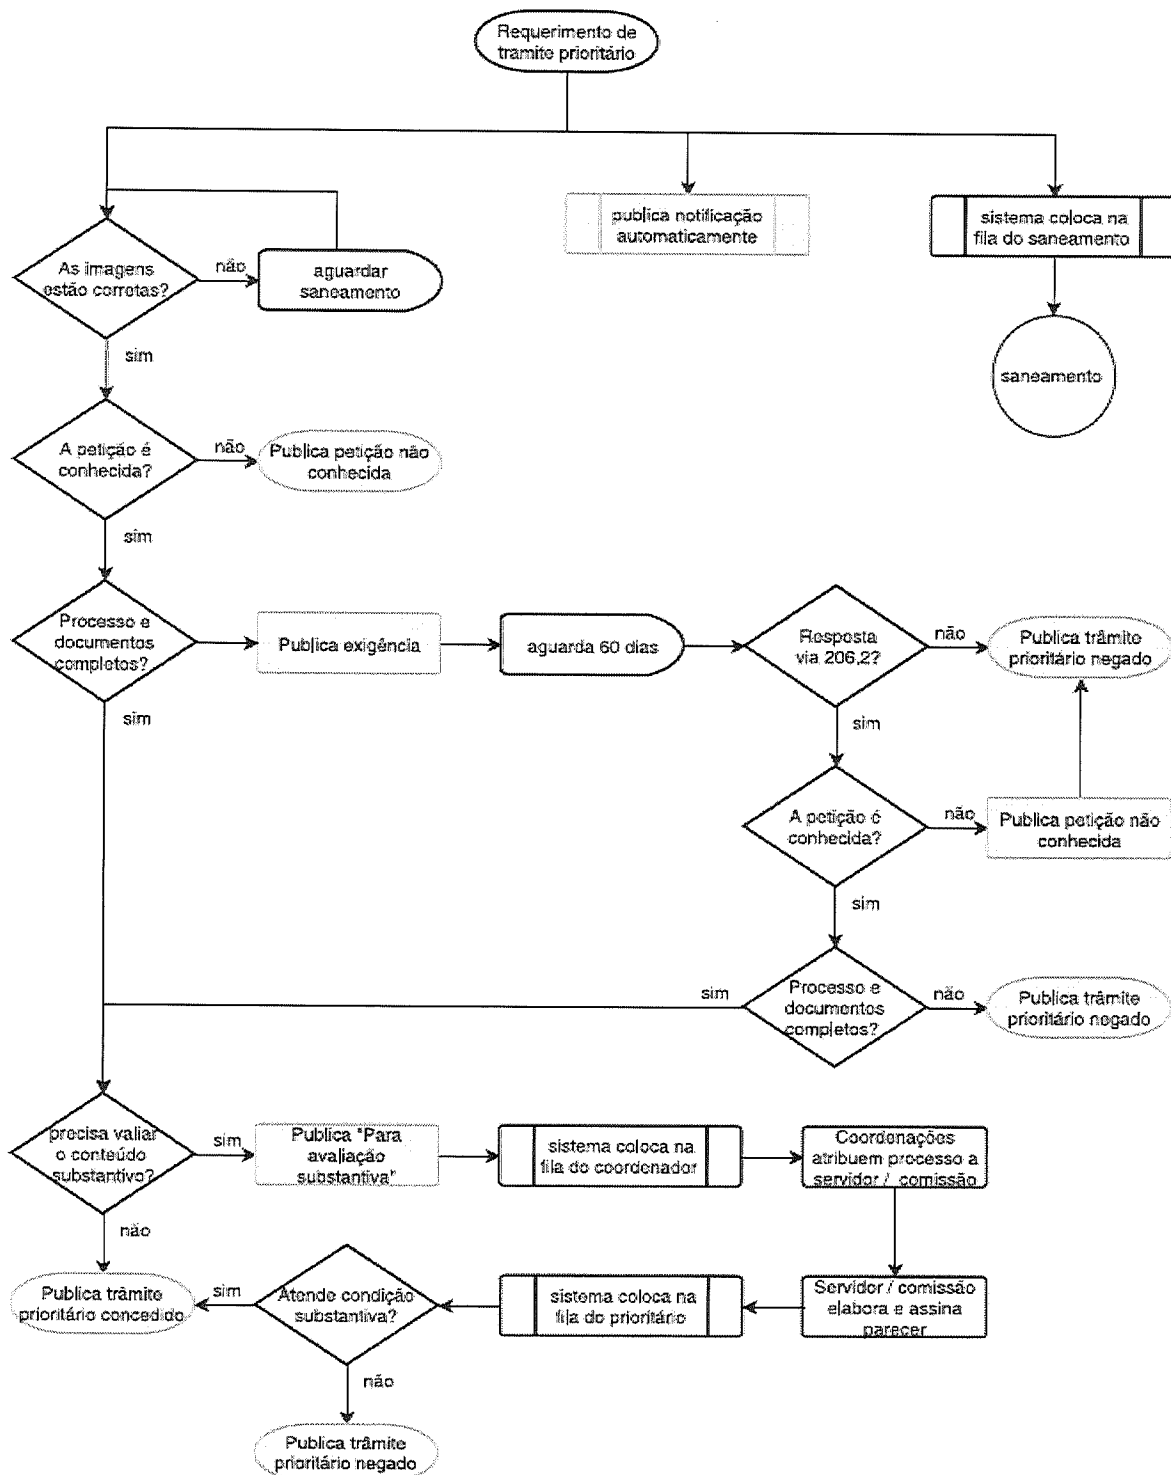 Requerimento de
tramite prioritário
publica notificação
automaticamente
sistema coloca na
fila do saneamento
As imagens
estão corretas?
não
aguardar
saneamento
sim
saneamento
A petição é
conhecida?
não
Publica petição não
conhecida
sim
Processo e
documentos
completos?
Publica exigência
aguarda 60 dias
Resposta
via 206,2?
não
Publica trâmite
prioritário negado
sim
sim
A petição é
conhecida?
não
Publica petição não
conhecida
sim
sim
Processo e
documentos
completos?
não
Publica trâmite
prioritário negado
precisa valiar
o conteúdo
substantivo?
sim
Publica "Para
avaliação
substantiva"
sistema coloca na
fila do coordenador
Coordenações
atribuem processo a
servidor / comissão
não
Publica trâmite
prioritário concedido
sim
Atende condição
substantiva?
sistema coloca na
fila do prioritário
Servidor / comissão
elabora e assina
parecer
não
Publica trâmite
prioritário negado